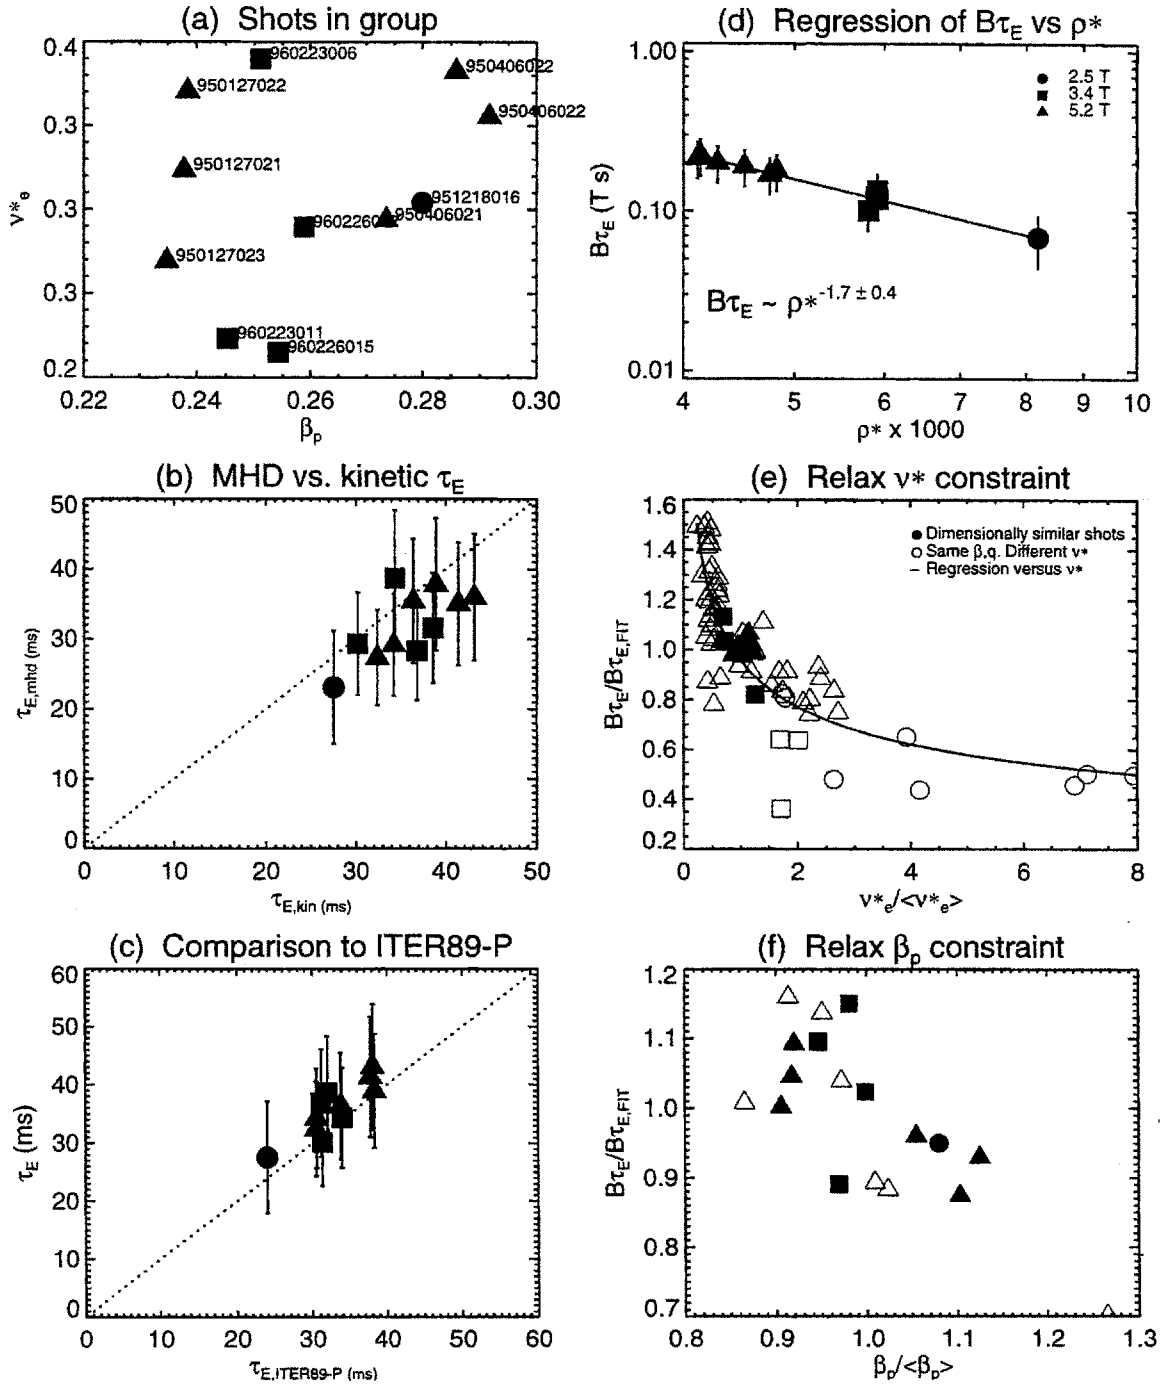 (a) Shots in group
0.4
0.3
0.3
0.3
0.2
ν*e
960223006
950406022
950127022
950406022
950127021
951218016
950406021
950127023
960223011
960226015
0.22 0.24 0.26 0.28 0.30
βp
(d) Regression of BτE vs ρ*
1.00
0.10
0.01
BτE (T s)
2.5 T
3.4 T
5.2 T
BτE ~ ρ*-1.7 ± 0.4
4 5 6 7 8 9 10
ρ* x 1000
(b) MHD vs. kinetic τE
50
40
30
20
10
0
τE,mhd (ms)
0 10 20 30 40 50
τE,kin (ms)
(e) Relax ν* constraint
1.6
1.4
1.2
1.0
0.8
0.6
0.4
0.2
BτE/BτE,FIT
Dimensionally similar shots
Same β,q. Different ν*
– Regression versus ν*
0 2 4 6 8
ν*e/<ν*e>
(c) Comparison to ITER89-P
60
50
40
30
20
10
0
τE (ms)
0 10 20 30 40 50 60
τE,ITER89-P (ms)
(f) Relax βp constraint
1.2
1.1
1.0
0.9
0.8
0.7
BτE/BτE,FIT
0.8 0.9 1.0 1.1 1.2 1.3
βp/<βp>